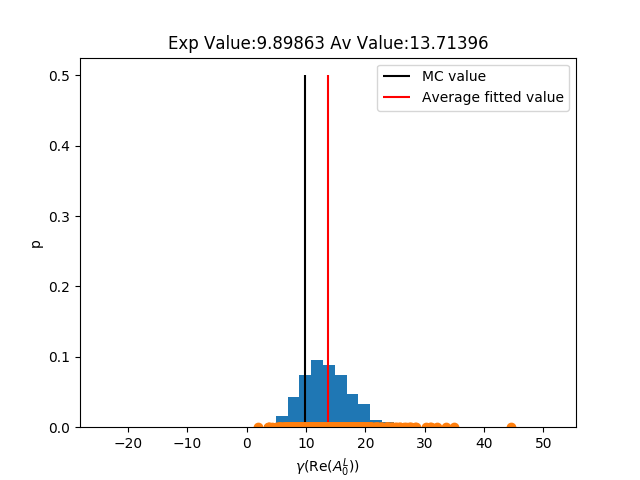 Exp Value:9.89863 Av Value:13.71396
MC value
Average fitted value
0.5
0.4
0.3
0.2
0.1
0.0
p
−20
−10
0
10
20
30
40
50
γ(Re(A₀ᴸ))